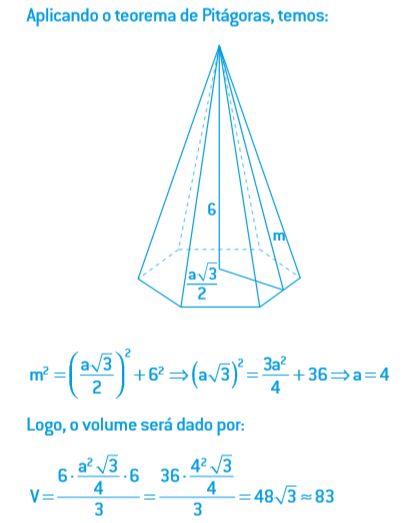 Aplicando o teorema de Pitágoras, temos:
6
m
a√3/2
m² = (a√3/2)² + 6² ⇒ (a√3)² = 3a²/4 + 36 ⇒ a = 4
Logo, o volume será dado por:
V = (6 · a²√3/4 · 6)/3 = (36 · 4²√3/4)/3 = 48√3 ≈ 83